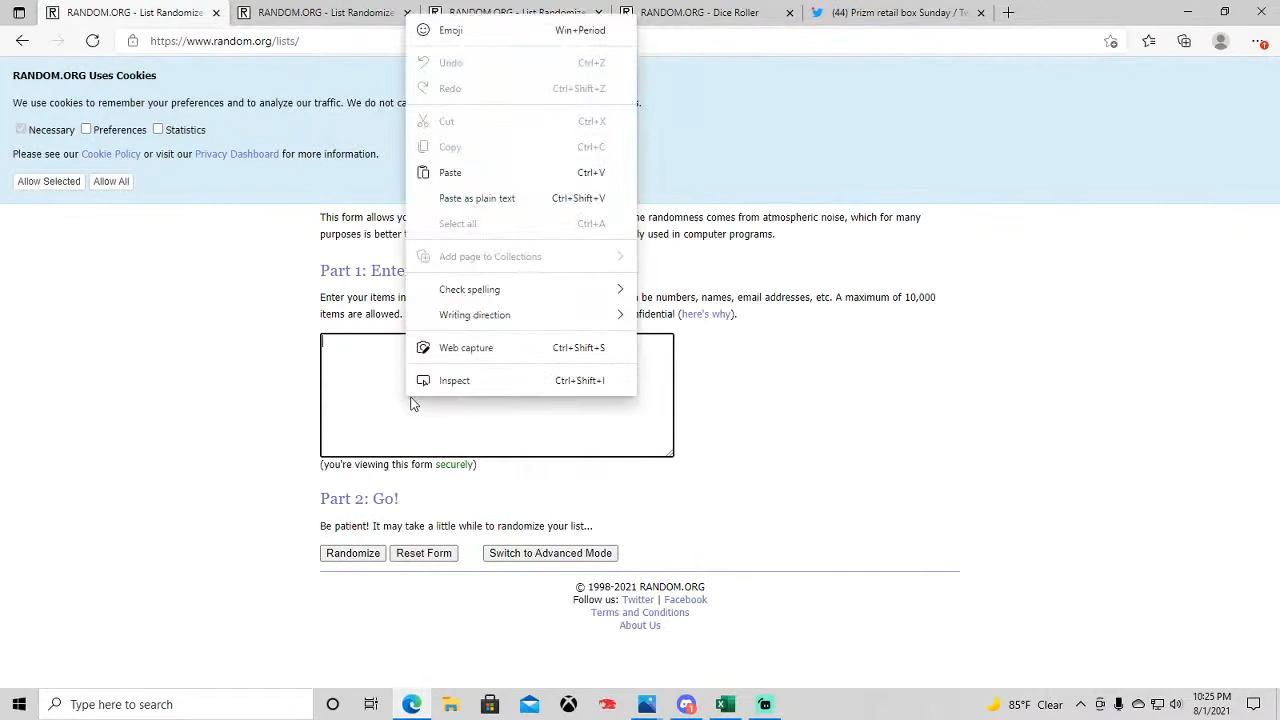 RANDOM.ORG - List Randomize
RANDOM.ORG - List Randomize
RANDOM.ORG - List Randomize
RANDOM.ORG - Dice Roller
(44) Prizm retail box Sunday / Tw
https://www.random.org/lists/
RANDOM.ORG Uses Cookies
We use cookies to remember your preferences and to analyze our traffic. We do not ca
s.
Necessary Preferences Statistics
Please see our Cookie Policy or visit our Privacy Dashboard for more information.
Allow Selected Allow All
Emoji Win+Period
Undo Ctrl+Z
Redo Ctrl+Shift+Z
Cut Ctrl+X
Copy Ctrl+C
Paste Ctrl+V
Paste as plain text Ctrl+Shift+V
Select all Ctrl+A
Add page to Collections
Check spelling
Writing direction
Web capture Ctrl+Shift+S
Inspect Ctrl+Shift+I
This form allows yo
he randomness comes from atmospheric noise, which for many
purposes is better t
ly used in computer programs.
Part 1: Ente
Enter your items in
be numbers, names, email addresses, etc. A maximum of 10,000
items are allowed.
nfidential (here's why).
(you're viewing this form securely)
Part 2: Go!
Be patient! It may take a little while to randomize your list...
Randomize Reset Form Switch to Advanced Mode
© 1998-2021 RANDOM.ORG
Follow us: Twitter | Facebook
Terms and Conditions
About Us
Type here to search
85°F Clear
10:25 PM
8/1/2021